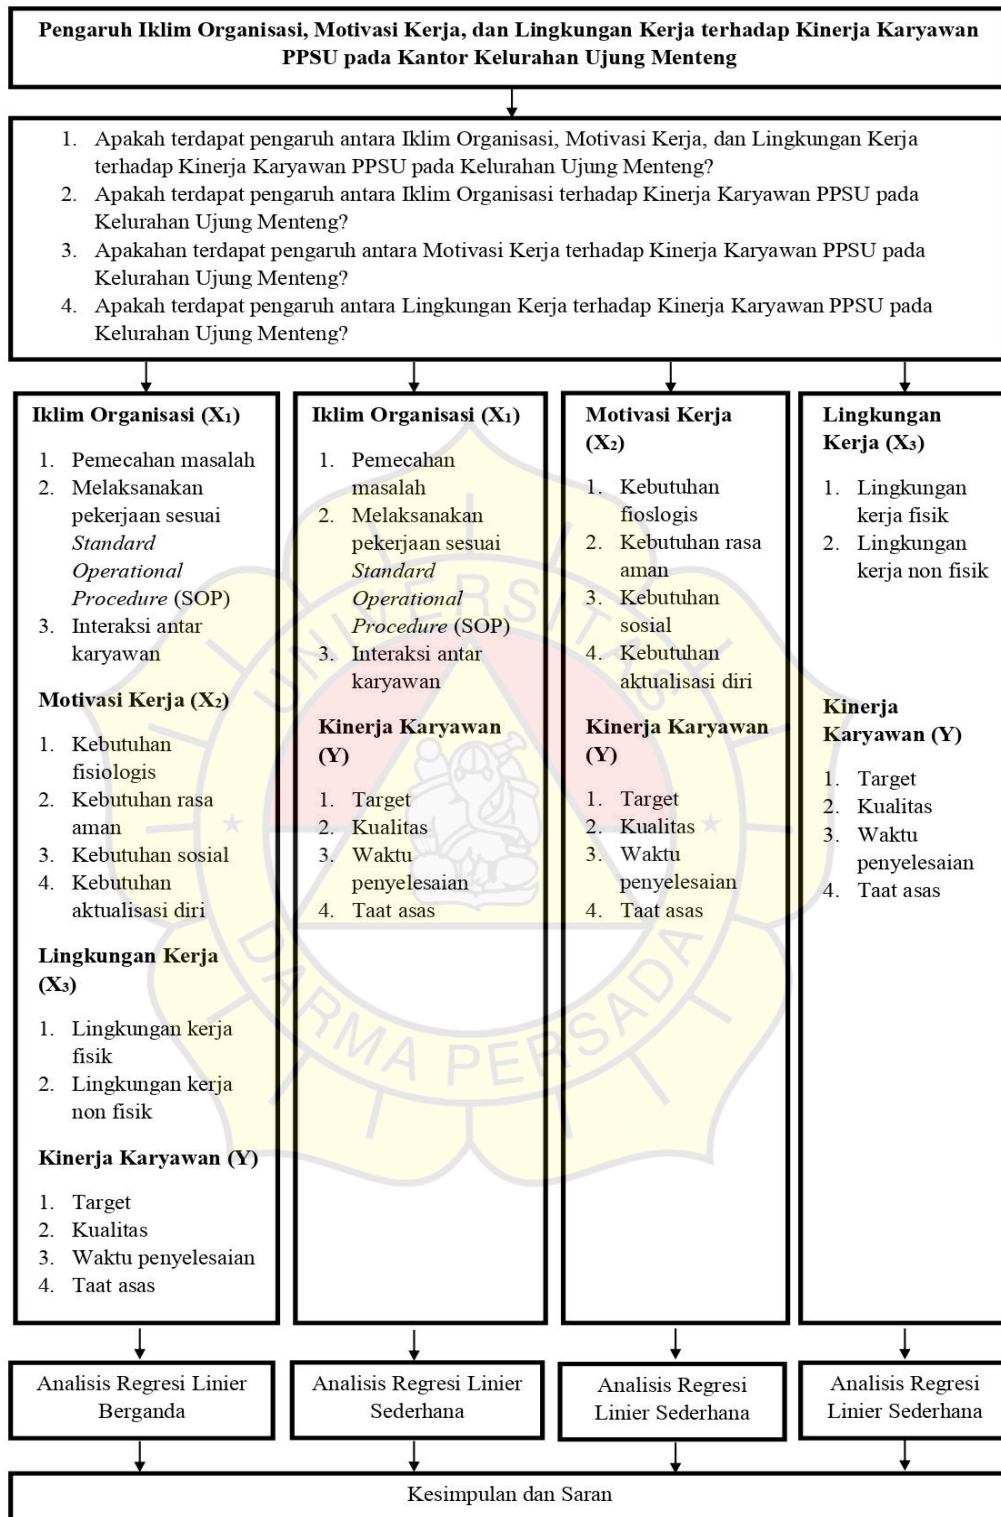 Pengaruh Iklim Organisasi, Motivasi Kerja, dan Lingkungan Kerja terhadap Kinerja Karyawan
PPSU pada Kantor Kelurahan Ujung Menteng
1. Apakah terdapat pengaruh antara Iklim Organisasi, Motivasi Kerja, dan Lingkungan Kerja
terhadap Kinerja Karyawan PPSU pada Kelurahan Ujung Menteng?
2. Apakah terdapat pengaruh antara Iklim Organisasi terhadap Kinerja Karyawan PPSU pada
Kelurahan Ujung Menteng?
3. Apakahan terdapat pengaruh antara Motivasi Kerja terhadap Kinerja Karyawan PPSU pada
Kelurahan Ujung Menteng?
4. Apakah terdapat pengaruh antara Lingkungan Kerja terhadap Kinerja Karyawan PPSU pada
Kelurahan Ujung Menteng?
Iklim Organisasi (X₁)
1. Pemecahan masalah
2. Melaksanakan
pekerjaan sesuai
Standard
Operational
Procedure (SOP)
3. Interaksi antar
karyawan
Motivasi Kerja (X₂)
1. Kebutuhan
fisiologis
2. Kebutuhan rasa
aman
3. Kebutuhan sosial
4. Kebutuhan
aktualisasi diri
Lingkungan Kerja
(X₃)
1. Lingkungan kerja
fisik
2. Lingkungan kerja
non fisik
Kinerja Karyawan (Y)
1. Target
2. Kualitas
3. Waktu penyelesaian
4. Taat asas
Iklim Organisasi (X₁)
1. Pemecahan
masalah
2. Melaksanakan
pekerjaan sesuai
Standard
Operational
Procedure (SOP)
3. Interaksi antar
karyawan
Kinerja Karyawan
(Y)
1. Target
2. Kualitas
3. Waktu
penyelesaian
4. Taat asas
Motivasi Kerja
(X₂)
1. Kebutuhan
fioslogis
2. Kebutuhan rasa
aman
3. Kebutuhan
sosial
4. Kebutuhan
aktualisasi diri
Kinerja Karyawan
(Y)
1. Target
2. Kualitas
3. Waktu
penyelesaian
4. Taat asas
Lingkungan
Kerja (X₃)
1. Lingkungan
kerja fisik
2. Lingkungan
kerja non fisik
Kinerja
Karyawan (Y)
1. Target
2. Kualitas
3. Waktu
penyelesaian
4. Taat asas
Analisis Regresi Linier
Berganda
Analisis Regresi Linier
Sederhana
Analisis Regresi
Linier Sederhana
Analisis Regresi
Linier Sederhana
Kesimpulan dan Saran
UNIVERSITAS
DARMA PERSADA